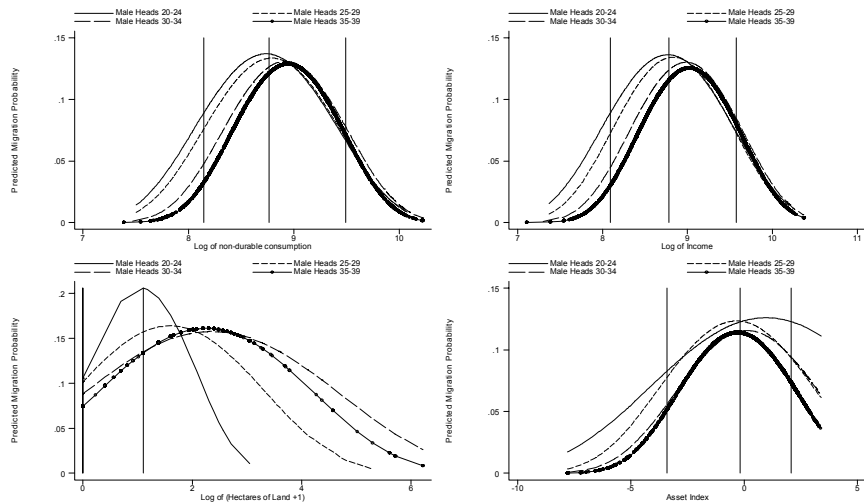 Male Heads 20-24 Male Heads 25-29
Male Heads 30-34 Male Heads 35-39
Predicted Migration Probability
.15
.1
.05
0
7 8 9 10
Log of non-durable consumption
Male Heads 20-24 Male Heads 25-29
Male Heads 30-34 Male Heads 35-39
Predicted Migration Probability
.15
.1
.05
0
7 8 9 10 11
Log of Income
Male Heads 20-24 Male Heads 25-29
Male Heads 30-34 Male Heads 35-39
Predicted Migration Probability
.2
.15
.1
.05
0
0 2 4 6
Log of (Hectares of Land +1)
Male Heads 20-24 Male Heads 25-29
Male Heads 30-34 Male Heads 35-39
Predicted Migration Probability
.15
.1
.05
0
-10 -5 0 5
Asset Index